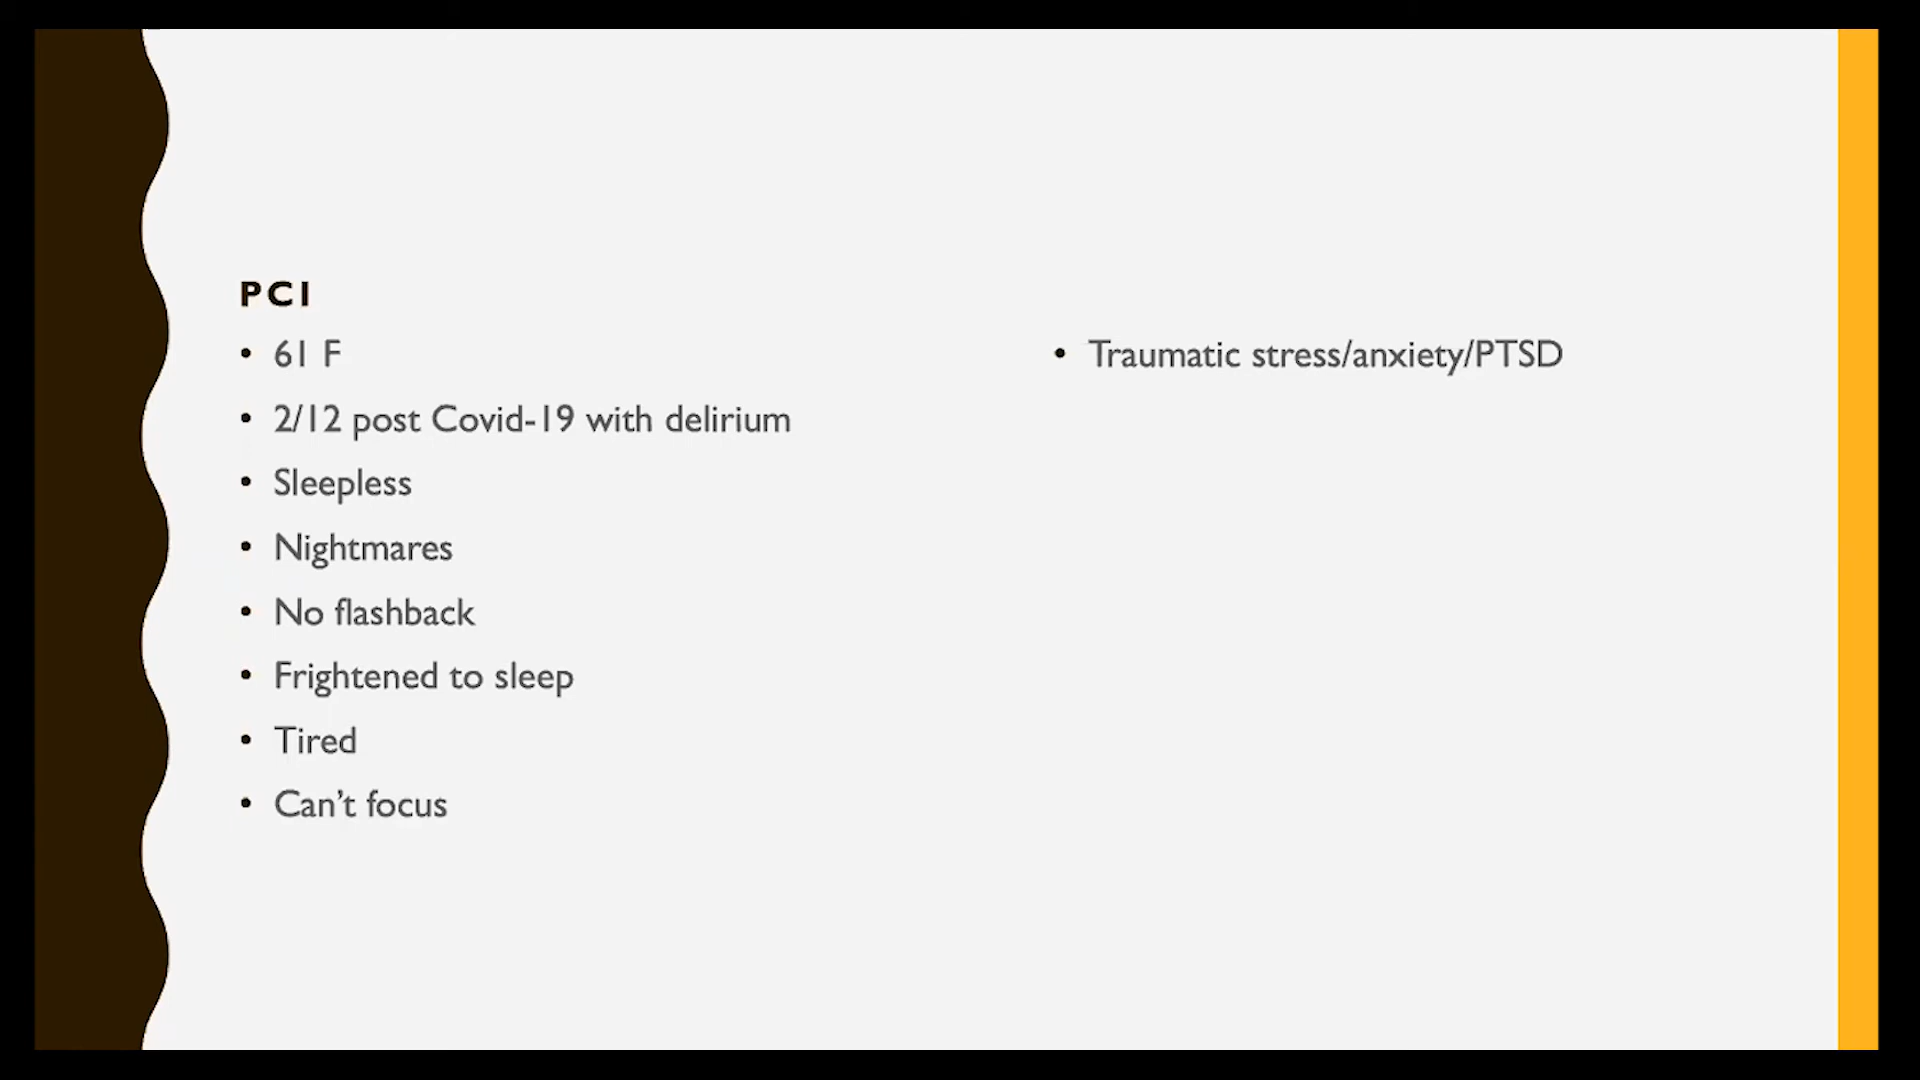 PCI
• 61 F
• 2/12 post Covid-19 with delirium
• Sleepless
• Nightmares
• No flashback
• Frightened to sleep
• Tired
• Can’t focus
• Traumatic stress/anxiety/PTSD